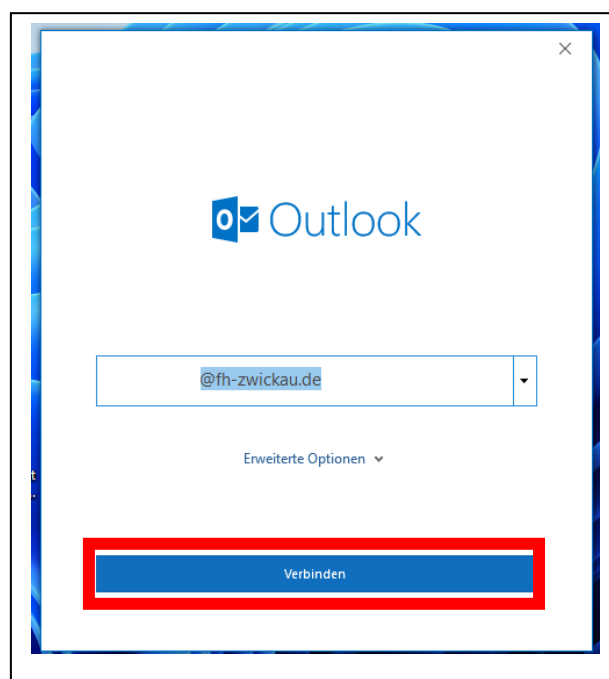 Outlook
@fh-zwickau.de
Erweiterte Optionen
t
..
Verbinden